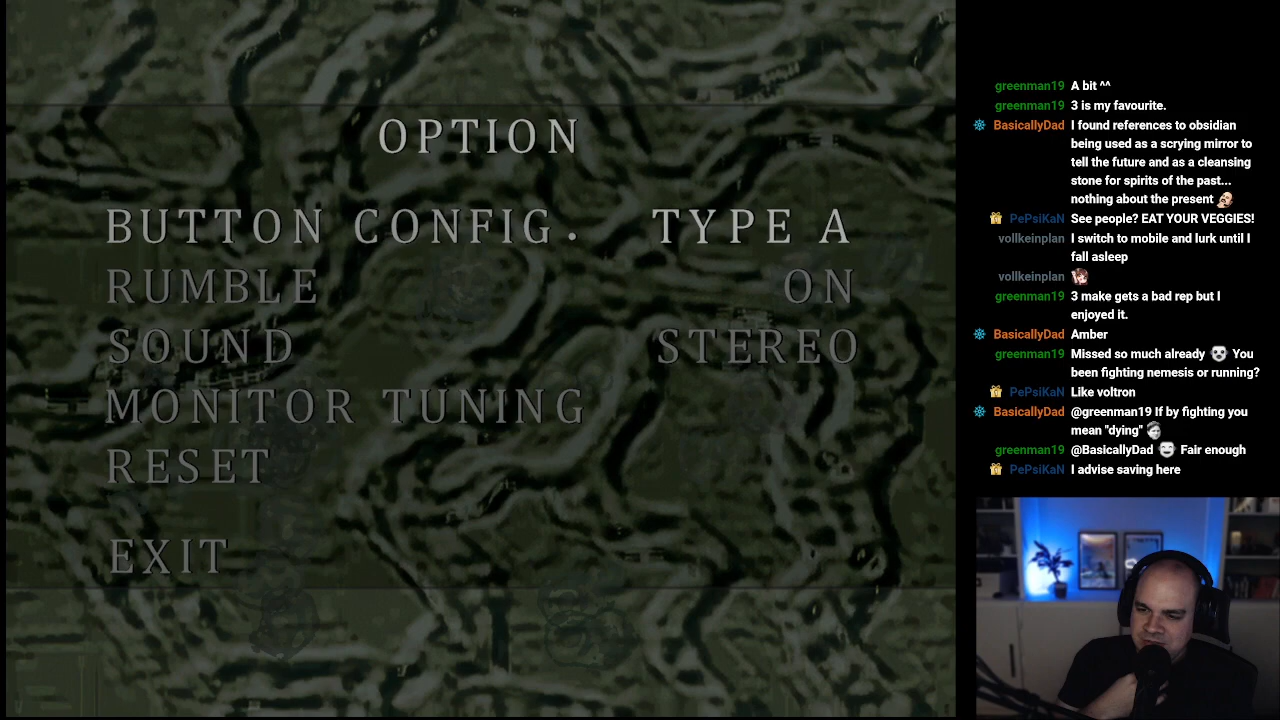 OPTION
BUTTON CONFIG. TYPE A
RUMBLE ON
SOUND STEREO
MONITOR TUNING
RESET
EXIT
greenman19 A bit ^^
greenman19 3 is my favourite.
BasicallyDad I found references to obsidian
being used as a scrying mirror to
tell the future and as a cleansing
stone for spirits of the past...
nothing about the present
PePsiKaN See people? EAT YOUR VEGGIES!
vollkeinplan I switch to mobile and lurk until I
fall asleep
vollkeinplan
greenman19 3 make gets a bad rep but I
enjoyed it.
BasicallyDad Amber
greenman19 Missed so much already You
been fighting nemesis or running?
PePsiKaN Like voltron
BasicallyDad @greenman19 If by fighting you
mean "dying"
greenman19 @BasicallyDad Fair enough
PePsiKaN I advise saving here